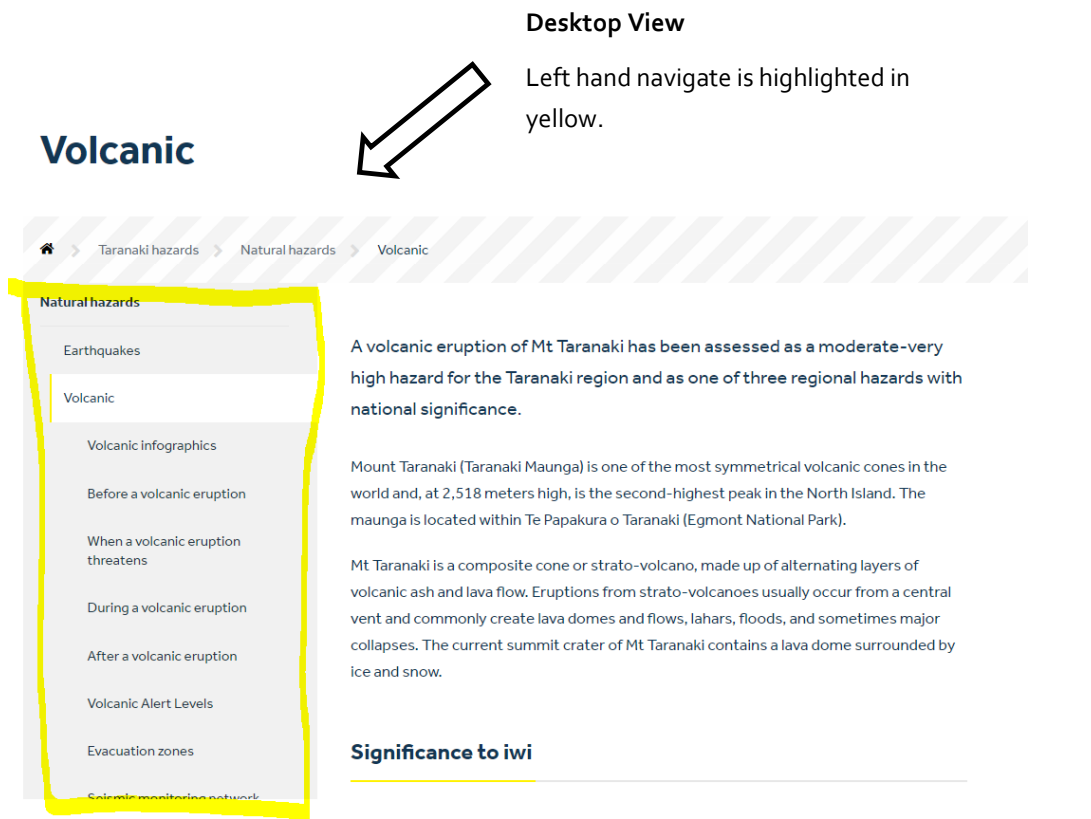 Desktop View
Left hand navigate is highlighted in
yellow.
Volcanic
Taranaki hazards Natural hazards Volcanic
Natural hazards
Earthquakes
Volcanic
Volcanic infographics
Before a volcanic eruption
When a volcanic eruption
threatens
During a volcanic eruption
After a volcanic eruption
Volcanic Alert Levels
Evacuation zones
Seismic monitoring network
A volcanic eruption of Mt Taranaki has been assessed as a moderate-very
high hazard for the Taranaki region and as one of three regional hazards with
national significance.
Mount Taranaki (Taranaki Maunga) is one of the most symmetrical volcanic cones in the
world and, at 2,518 meters high, is the second-highest peak in the North Island. The
maunga is located within Te Papakura o Taranaki (Egmont National Park).
Mt Taranaki is a composite cone or strato-volcano, made up of alternating layers of
volcanic ash and lava flow. Eruptions from strato-volcanoes usually occur from a central
vent and commonly create lava domes and flows, lahars, floods, and sometimes major
collapses. The current summit crater of Mt Taranaki contains a lava dome surrounded by
ice and snow.
Significance to iwi